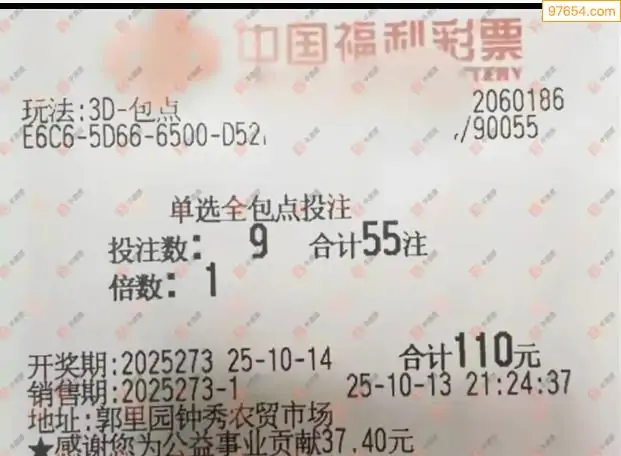 97654.com
中国福利彩票
TERY
玩法:3D-包点 2060186
E6C6-5D66-6500-D52 /90055
单选全包点投注
投注数: 9 合计55注
倍数: 1
开奖期:2025273 25-10-14 合计110元
销售期:2025273-1 25-10-13 21:24:37
地址:郭里园钟秀农贸市场
★感谢您为公益事业贡献37.40元